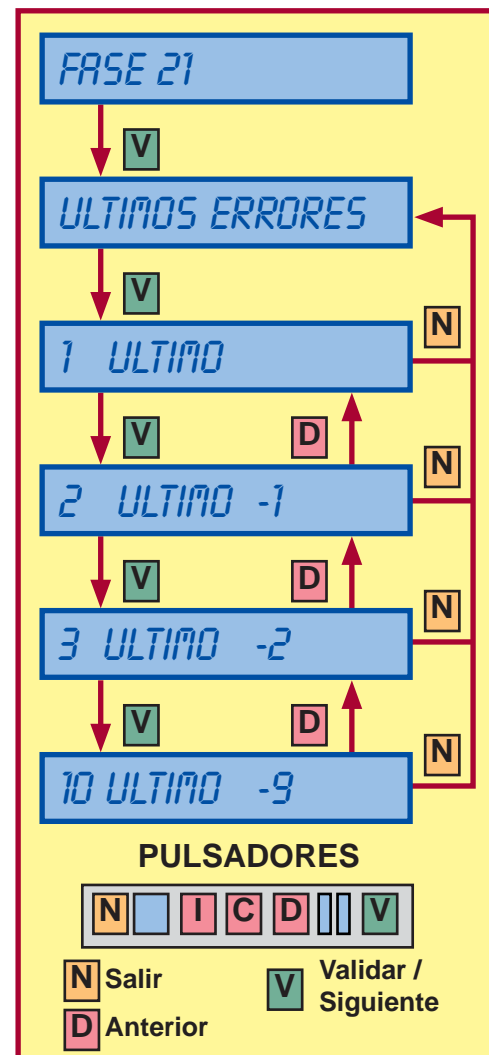 FASE 21
V
ULTIMOS ERRORES
V
N
1 ULTIMO
V D
N
2 ULTIMO -1
V D
N
3 ULTIMO -2
V D
N
10 ULTIMO -9
PULSADORES
N I C D V
N Salir
V Validar / Siguiente
D Anterior